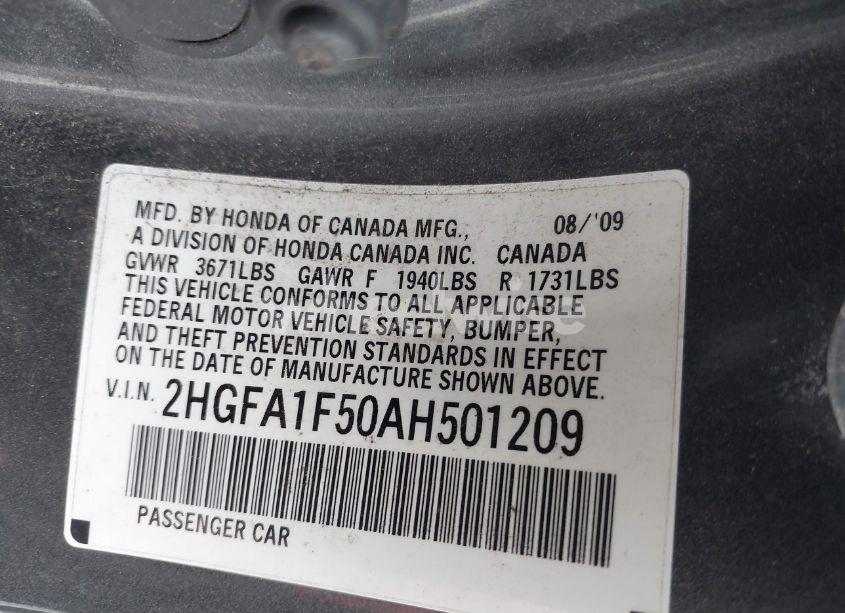 MFD. BY HONDA OF CANADA MFG., 08/'09
A DIVISION OF HONDA CANADA INC. CANADA
GVWR 3671LBS GAWR F 1940LBS R 1731LBS
THIS VEHICLE CONFORMS TO ALL APPLICABLE
FEDERAL MOTOR VEHICLE SAFETY, BUMPER,
AND THEFT PREVENTION STANDARDS IN EFFECT
ON THE DATE OF MANUFACTURE SHOWN ABOVE.
V.I.N. 2HGFA1F50AH501209
PASSENGER CAR